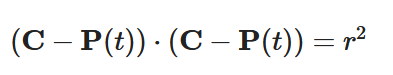 (C − P(t)) · (C − P(t)) = r²